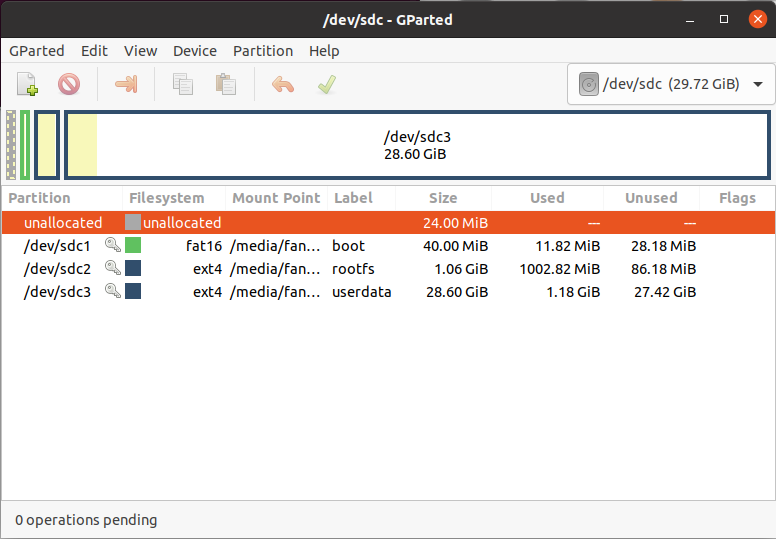 /dev/sdc - GParted
GParted Edit View Device Partition Help
/dev/sdc (29.72 GiB)
/dev/sdc3
28.60 GiB
Partition Filesystem Mount Point Label Size Used Unused Flags
unallocated unallocated 24.00 MiB --- ---
/dev/sdc1 fat16 /media/fan... boot 40.00 MiB 11.82 MiB 28.18 MiB
/dev/sdc2 ext4 /media/fan... rootfs 1.06 GiB 1002.82 MiB 86.18 MiB
/dev/sdc3 ext4 /media/fan... userdata 28.60 GiB 1.18 GiB 27.42 GiB
0 operations pending